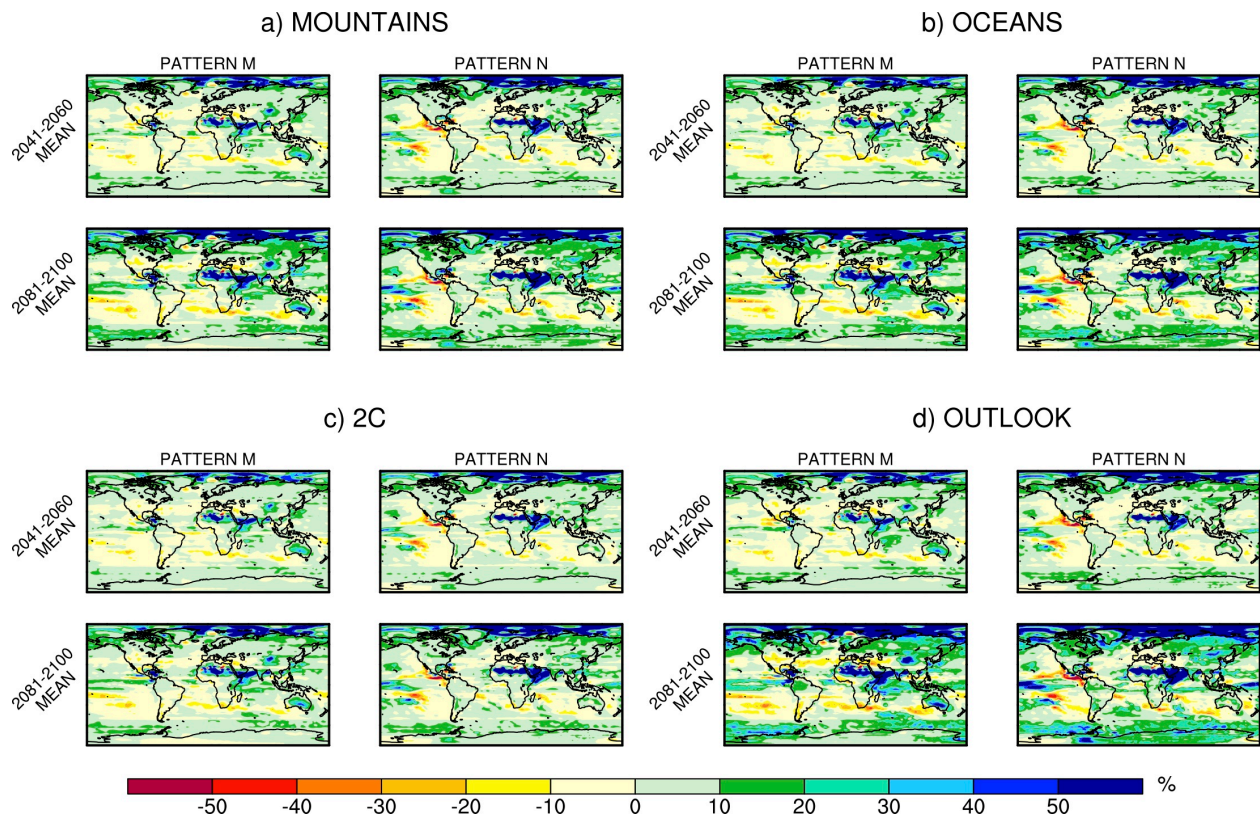 a) MOUNTAINS
b) OCEANS
PATTERN M
PATTERN N
PATTERN M
PATTERN N
2041-2060
MEAN
2041-2060
MEAN
2081-2100
MEAN
2081-2100
MEAN
c) 2C
d) OUTLOOK
PATTERN M
PATTERN N
PATTERN M
PATTERN N
2041-2060
MEAN
2041-2060
MEAN
2081-2100
MEAN
2081-2100
MEAN
%
-50 -40 -30 -20 -10 0 10 20 30 40 50